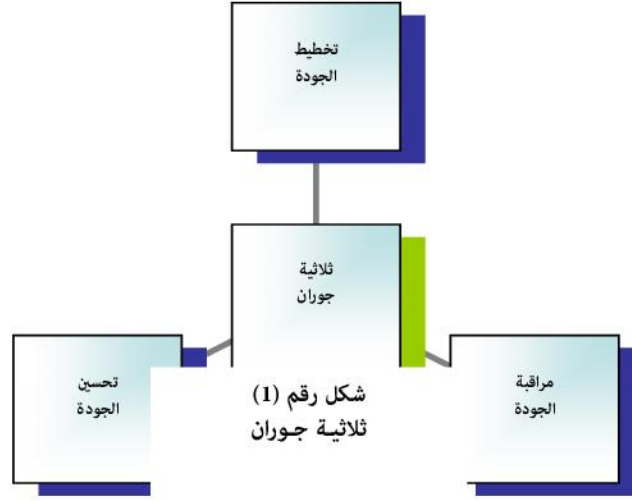 تخطيط
الجودة
ثلاثية
جوران
تحسين
الجودة
مراقبة
الجودة
شكل رقم (1)
ثلاثيـة جـوران